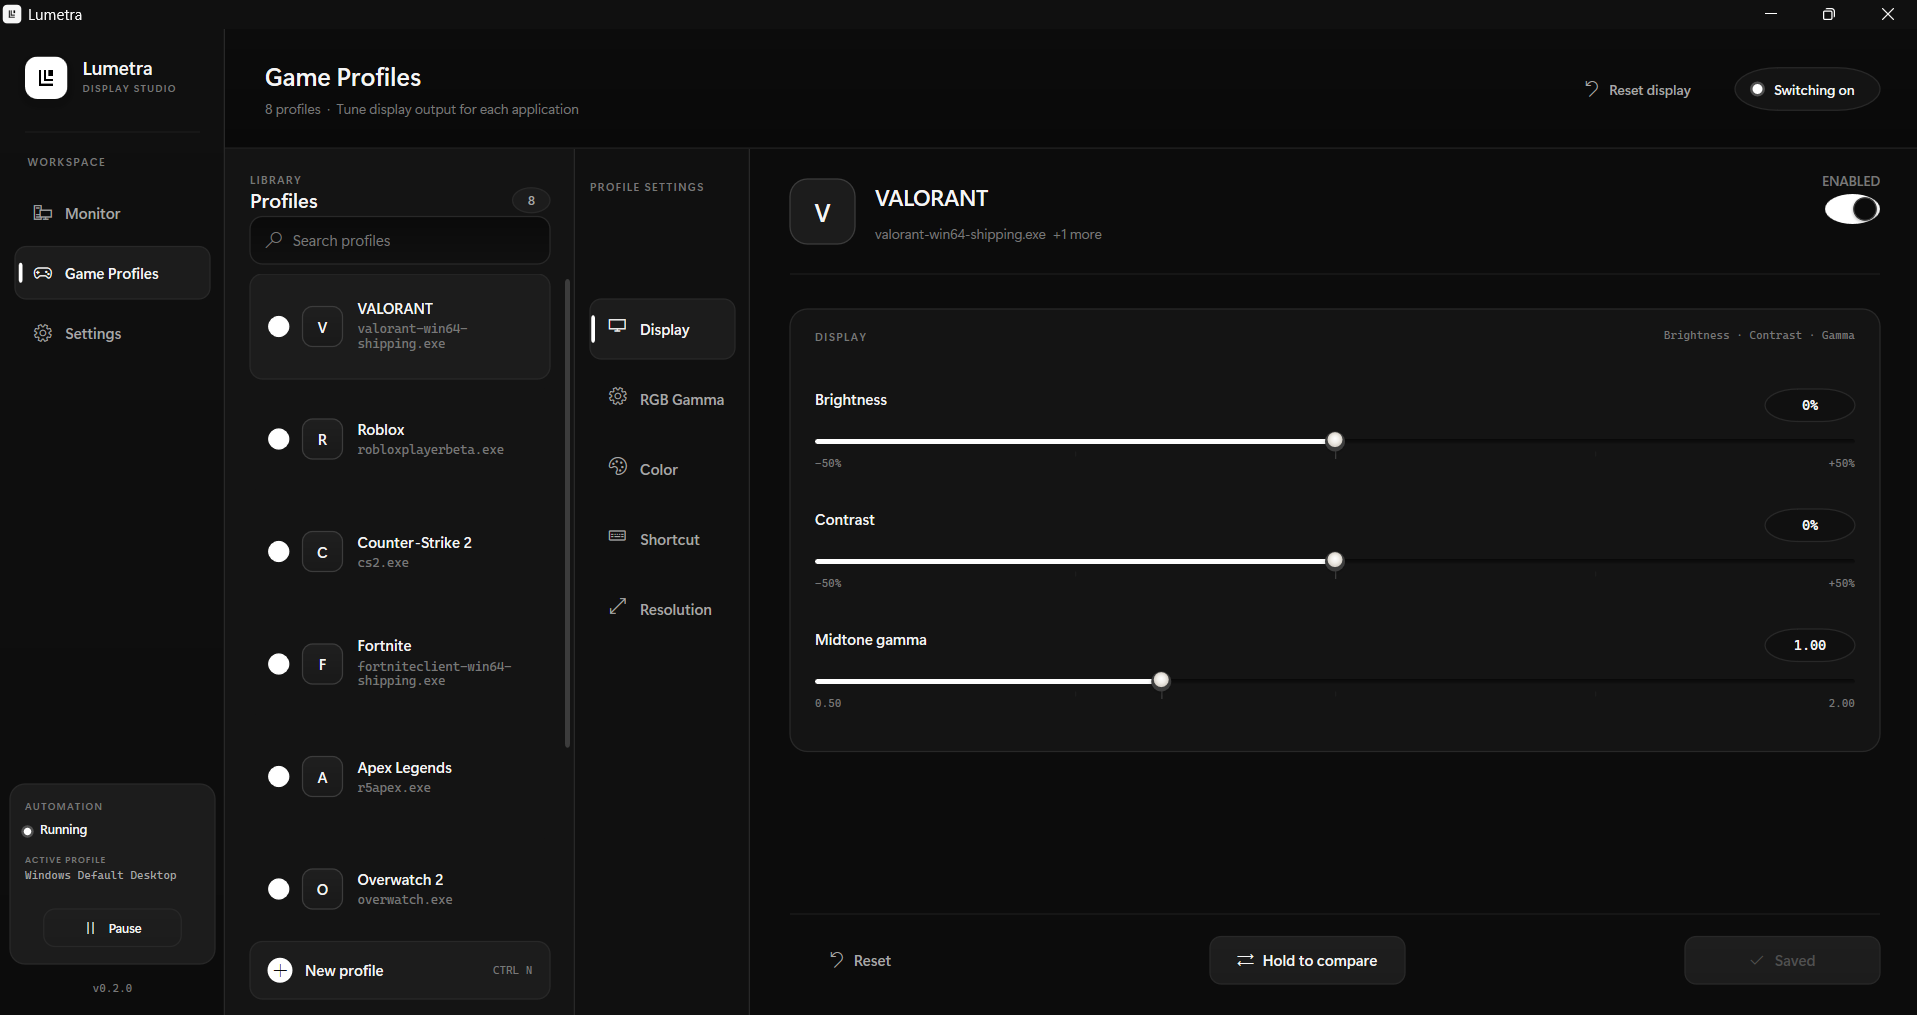 Lumetra
Lumetra
DISPLAY STUDIO
WORKSPACE
Monitor
Game Profiles
Settings
AUTOMATION
Running
ACTIVE PROFILE
Windows Default Desktop
Pause
v0.2.0
Game Profiles
8 profiles · Tune display output for each application
Reset display
Switching on
LIBRARY
Profiles
8
Search profiles
V
VALORANT
valorant-win64-
shipping.exe
R
Roblox
robloxplayerbeta.exe
C
Counter-Strike 2
cs2.exe
F
Fortnite
fortniteclient-win64-
shipping.exe
A
Apex Legends
r5apex.exe
O
Overwatch 2
overwatch.exe
New profile
CTRL N
PROFILE SETTINGS
Display
RGB Gamma
Color
Shortcut
Resolution
V
VALORANT
valorant-win64-shipping.exe +1 more
ENABLED
DISPLAY
Brightness · Contrast · Gamma
Brightness
0%
-50%
+50%
Contrast
0%
-50%
+50%
Midtone gamma
1.00
0.50
2.00
Reset
Hold to compare
Saved